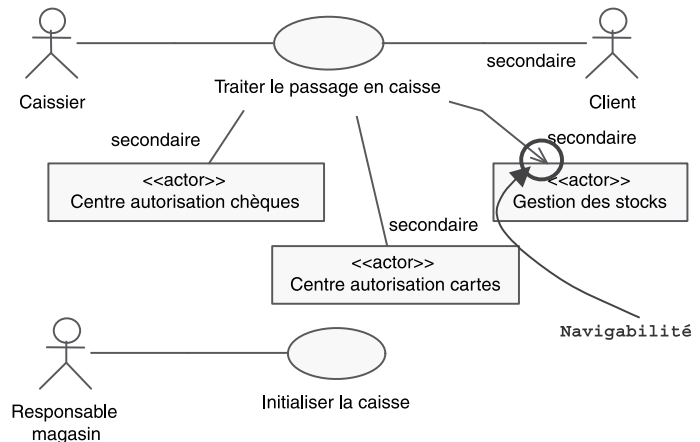 secondaire
Caissier
Traiter le passage en caisse
Client
secondaire
secondaire
<<actor>>
Centre autorisation chèques
<<actor>>
Gestion des stocks
secondaire
<<actor>>
Centre autorisation cartes
Navigabilité
Initialiser la caisse
Responsable
magasin